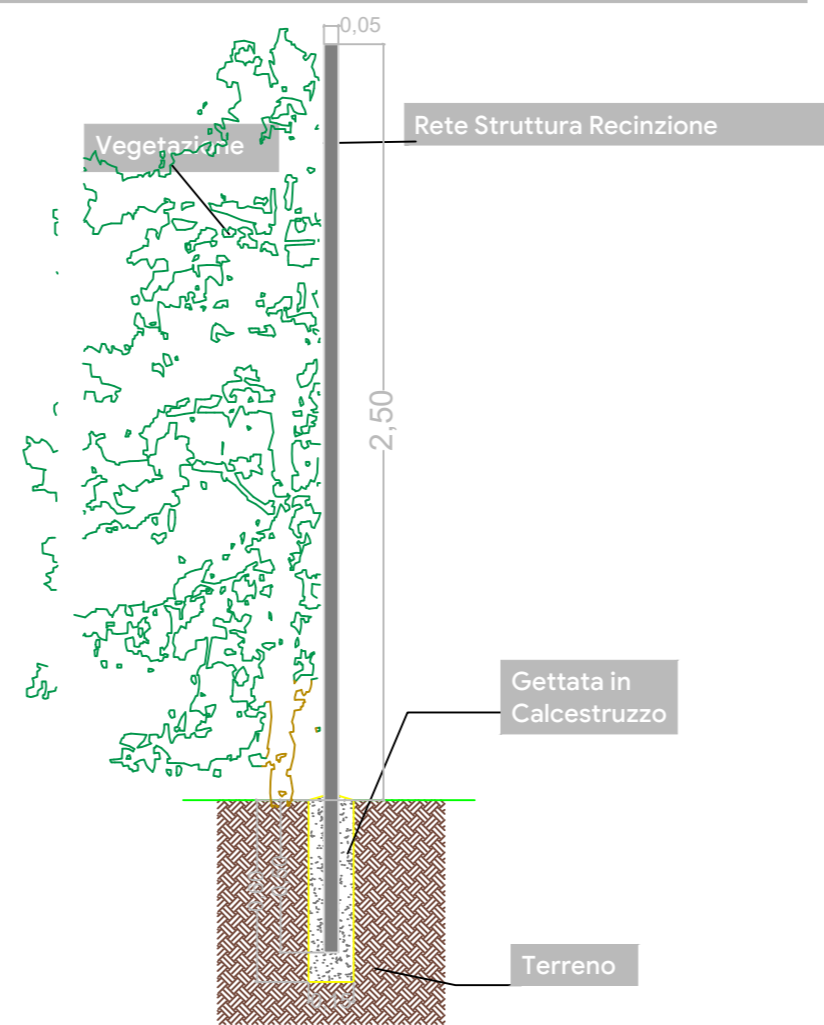 0,05
Rete Struttura Recinzione
Vegetazione
2,50
Gettata in
Calcestruzzo
Terreno